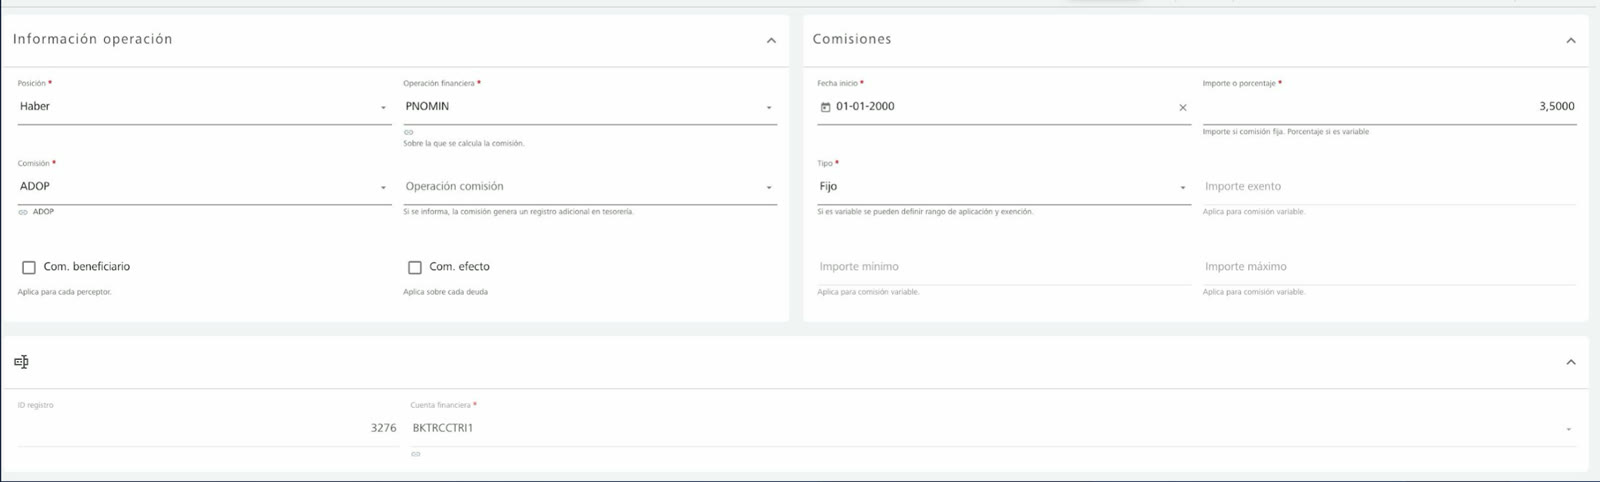 Información operación
Posición *
Haber
Operación financiera *
PNOMIN
Sobre la que se calcula la comisión.
Comisión *
ADOP
ADOP
Operación comisión
Si se informa, la comisión genera un registro adicional en tesorería.
Com. beneficiario
Aplica para cada perceptor.
Com. efecto
Aplica sobre cada deuda
Comisiones
Fecha inicio *
01-01-2000
Importe o porcentaje *
3,5000
Importe si comisión fija. Porcentaje si es variable
Tipo *
Fijo
Si es variable se pueden definir rango de aplicación y exención.
Importe exento
Aplica para comisión variable.
Importe mínimo
Aplica para comisión variable.
Importe máximo
Aplica para comisión variable.
ID registro
3276
Cuenta financiera *
BKTRCCTRI1